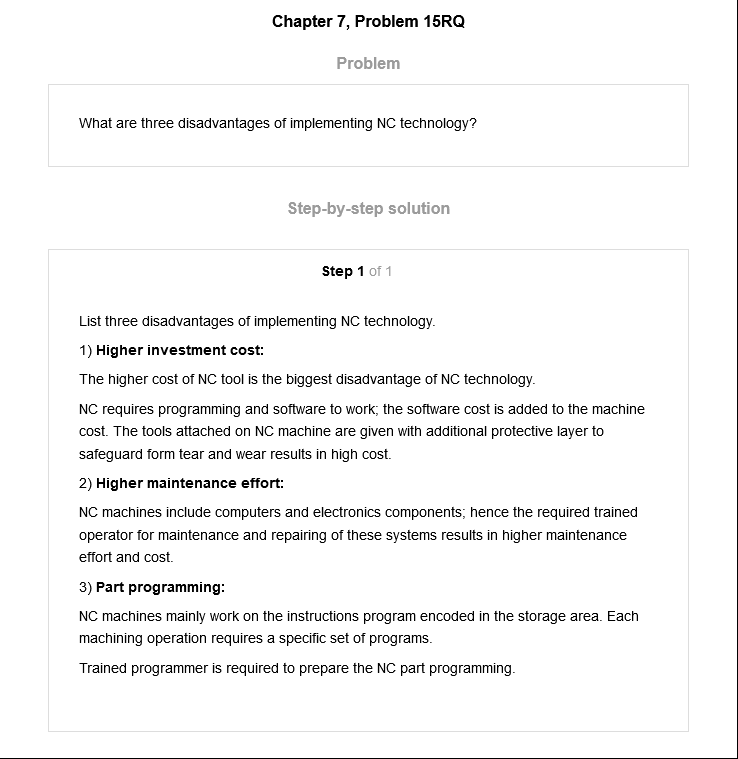 Chapter 7, Problem 15RQ
Problem
What are three disadvantages of implementing NC technology?
Step-by-step solution
Step 1 of 1
List three disadvantages of implementing NC technology.
1) Higher investment cost:
The higher cost of NC tool is the biggest disadvantage of NC technology.
NC requires programming and software to work; the software cost is added to the machine
cost. The tools attached on NC machine are given with additional protective layer to
safeguard form tear and wear results in high cost.
2) Higher maintenance effort:
NC machines include computers and electronics components; hence the required trained
operator for maintenance and repairing of these systems results in higher maintenance
effort and cost.
3) Part programming:
NC machines mainly work on the instructions program encoded in the storage area. Each
machining operation requires a specific set of programs.
Trained programmer is required to prepare the NC part programming.